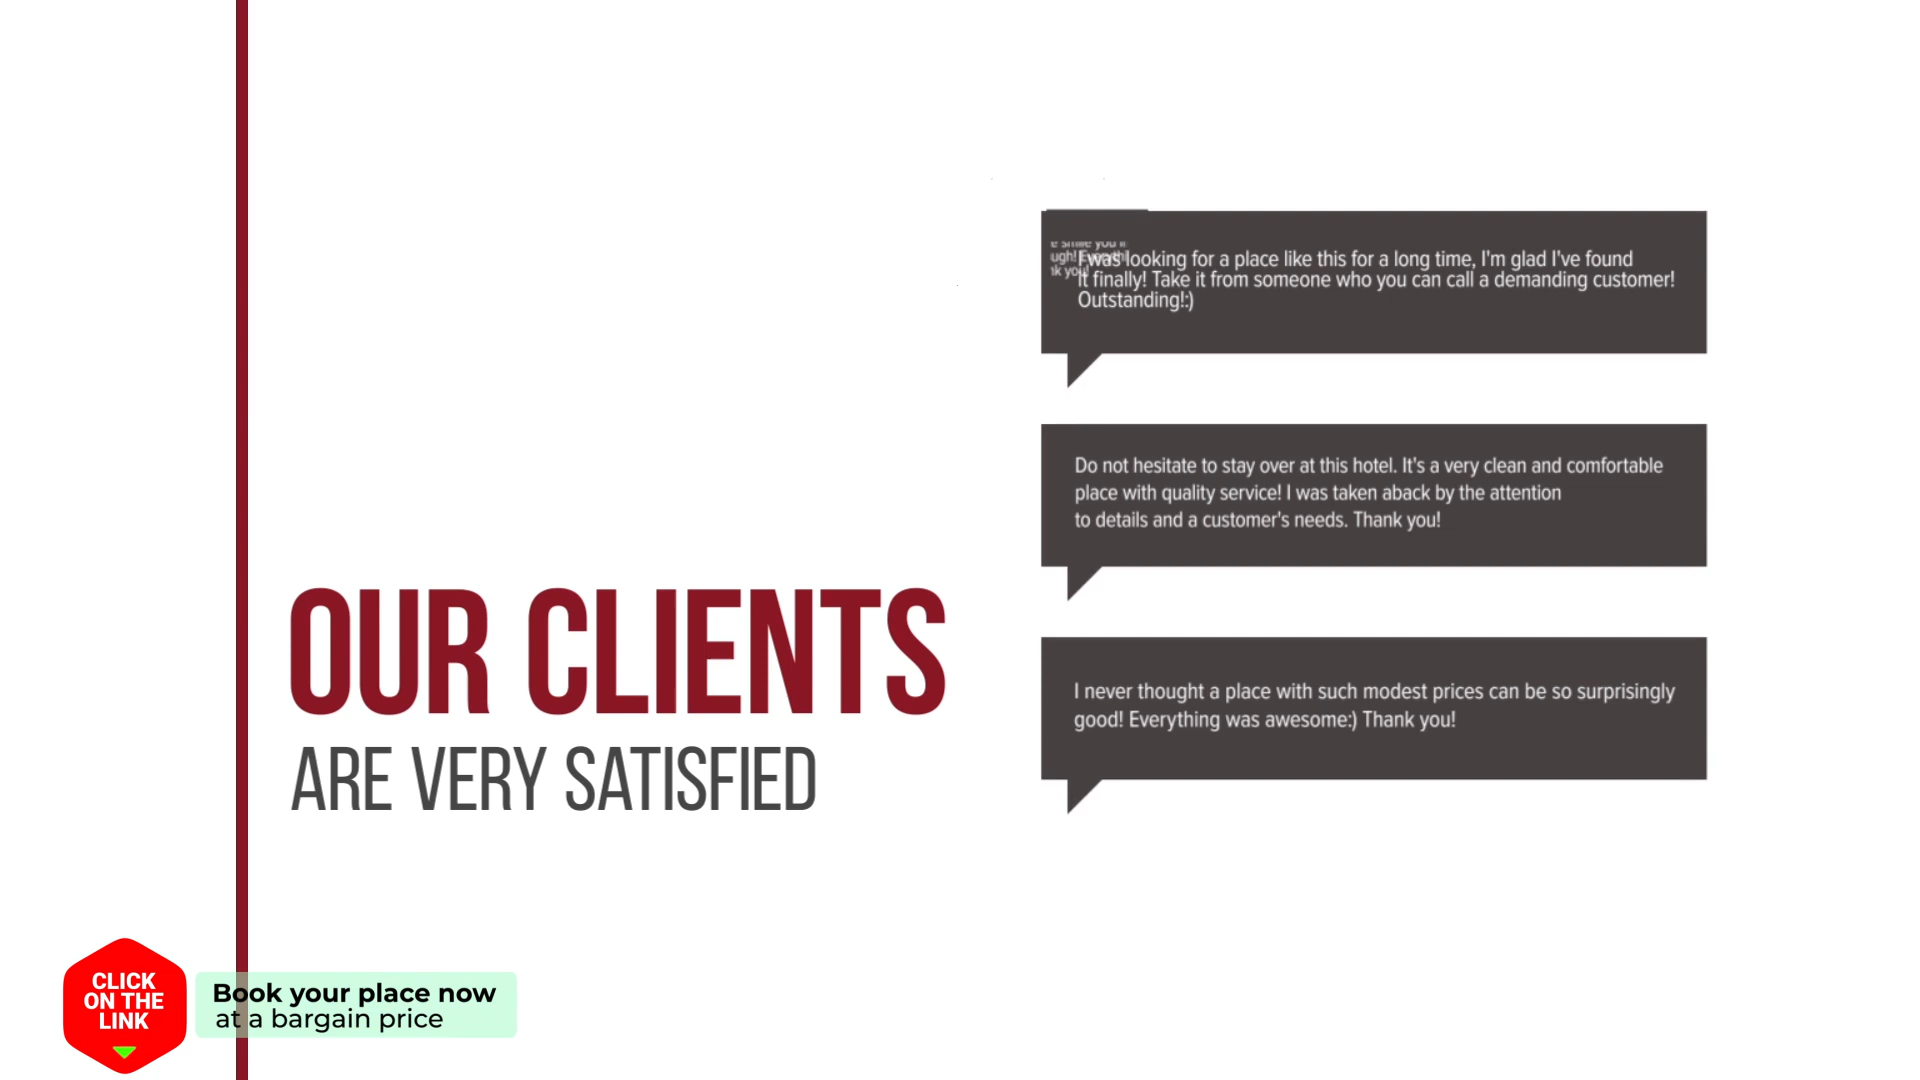 I was looking for a place like this for a long time, I'm glad I've found
it finally! Take it from someone who you can call a demanding customer!
Outstanding!:)
Do not hesitate to stay over at this hotel. It's a very clean and comfortable
place with quality service! I was taken aback by the attention
to details and a customer's needs. Thank you!
I never thought a place with such modest prices can be so surprisingly
good! Everything was awesome:) Thank you!
OUR CLIENTS
ARE VERY SATISFIED
CLICK
ON THE
LINK
Book your place now
at a bargain price